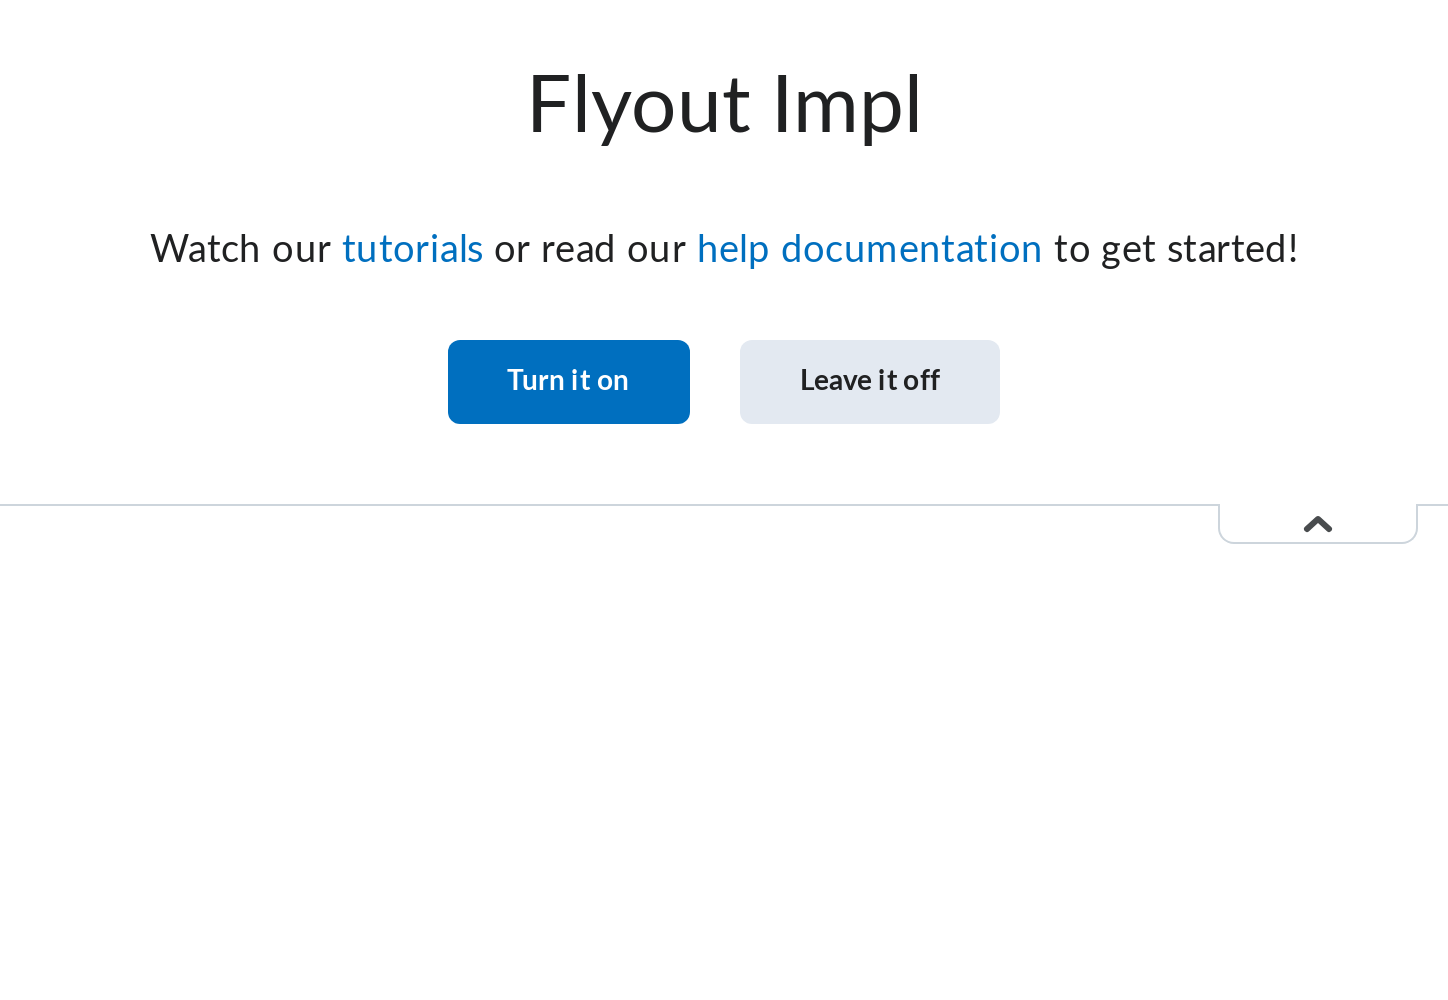 Flyout Impl
Watch our tutorials or read our help documentation to get started!
Turn it on
Leave it off